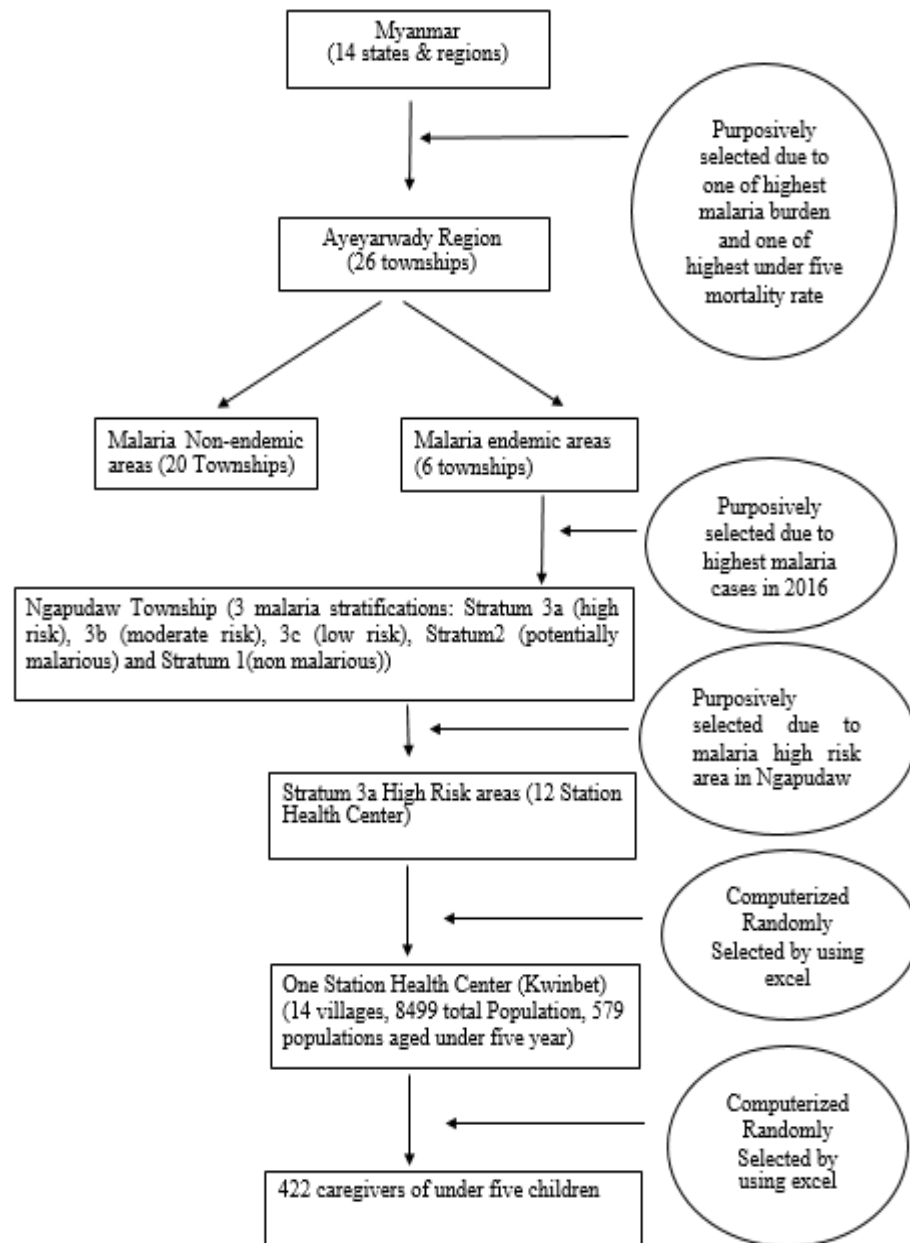 Myanmar
(14 states & regions)
Purposively
selected due to
one of highest
malaria burden
and one of
highest under five
mortality rate
Ayeyarwady Region
(26 townships)
Malaria Non-endemic
areas (20 Townships)
Malaria endemic areas
(6 townships)
Purposively
selected due to
highest malaria
cases in 2016
Ngapudaw Township (3 malaria stratifications: Stratum 3a (high
risk), 3b (moderate risk), 3c (low risk), Stratum2 (potentially
malarious) and Stratum 1(non malarious))
Purposively
selected due to
malaria high risk
area in Ngapudaw
Stratum 3a High Risk areas (12 Station
Health Center)
Computerized
Randomly
Selected by using
excel
One Station Health Center (Kwinbet)
(14 villages, 8499 total Population, 579
populations aged under five year)
Computerized
Randomly
Selected by
using excel
422 caregivers of under five children